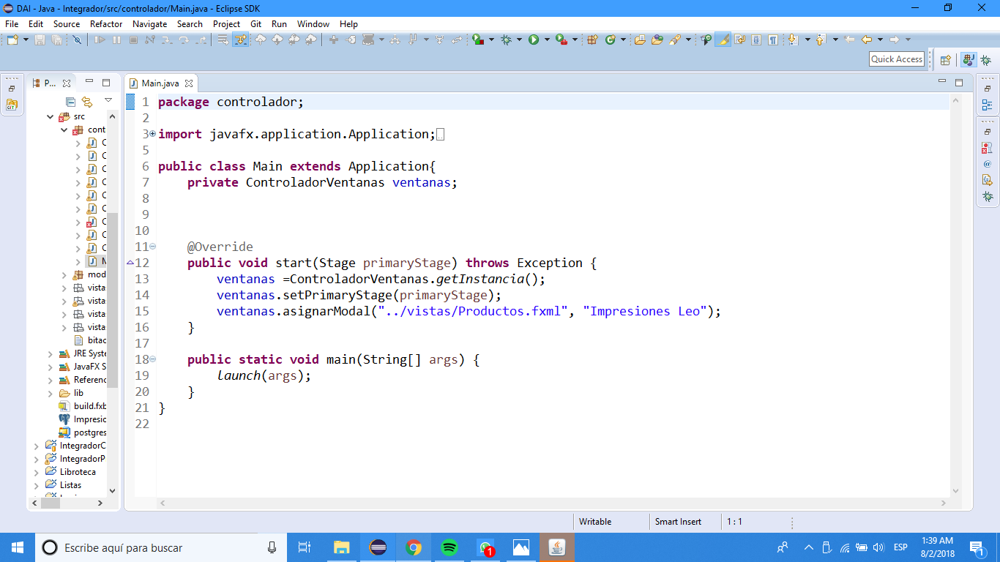 DAI - Java - Integrador/src/controlador/Main.java - Eclipse SDK
File Edit Source Refactor Navigate Search Project Git Run Window Help
Quick Access
P...
Main.java
GIT
src
cont
mod
vista
vista
vista
vista
bitac
JRE Syste
JavaFX S
Referenc
lib
build.fxb
Impresic
postgres
IntegradorC
IntegradorP
Libroteca
Listas
1 package controlador;
2
3 import javafx.application.Application;
5
6 public class Main extends Application{
7 private ControladorVentanas ventanas;
8
9
10
11 @Override
12 public void start(Stage primaryStage) throws Exception {
13 ventanas =ControladorVentanas.getInstancia();
14 ventanas.setPrimaryStage(primaryStage);
15 ventanas.asignarModal("../vistas/Productos.fxml", "Impresiones Leo");
16 }
17
18 public static void main(String[] args) {
19 launch(args);
20 }
21 }
22
Writable Smart Insert 1 : 1
Escribe aquí para buscar
1
ESP
1:39 AM
8/2/2018
1